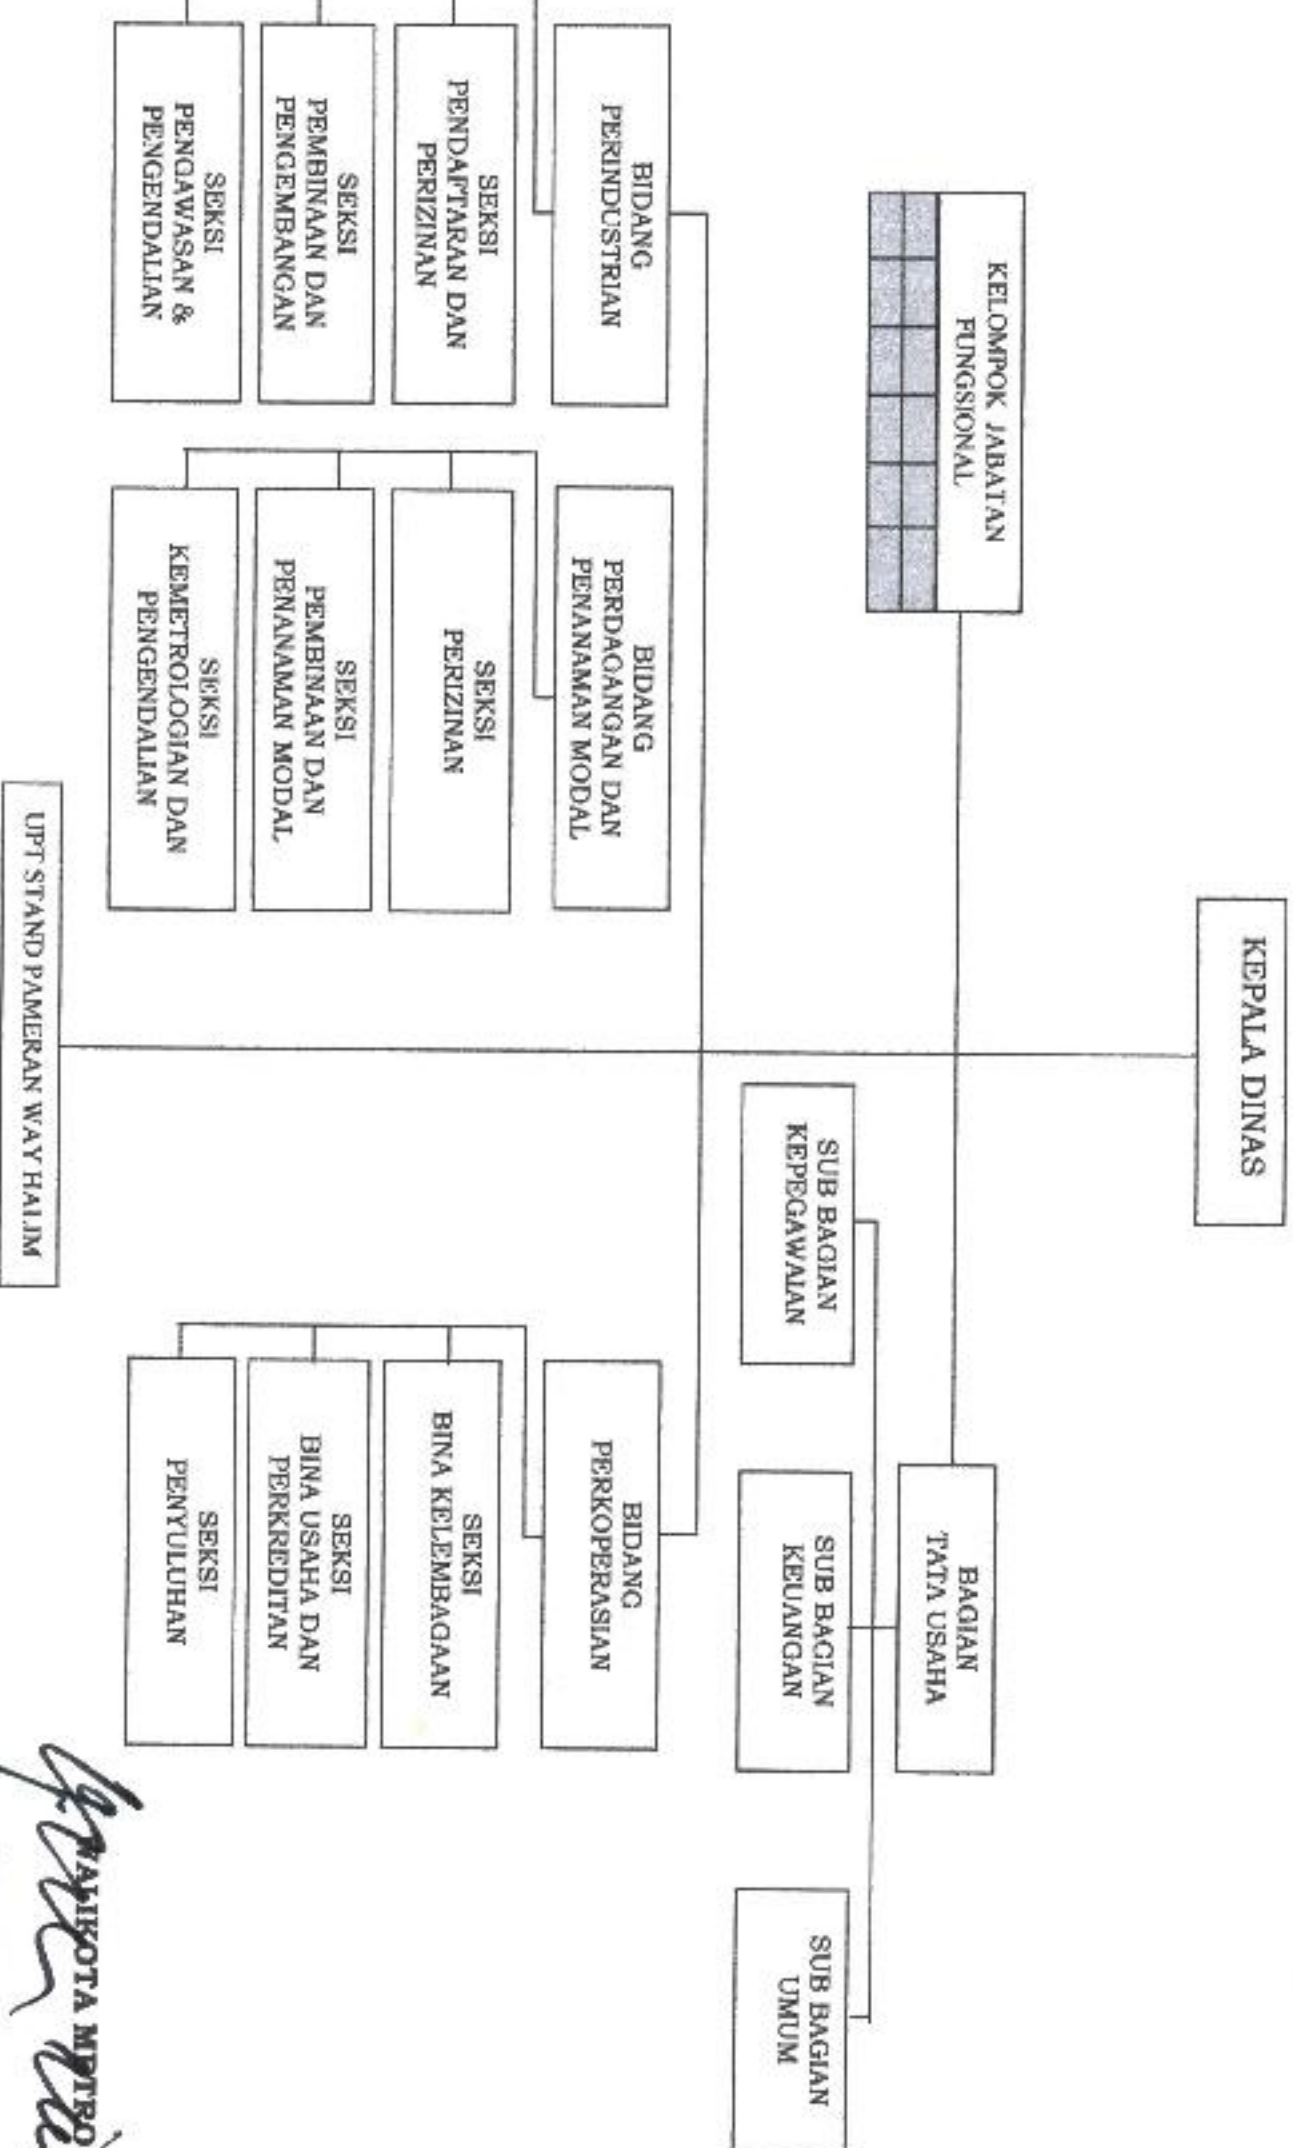 KEPALA DINAS
KELOMPOK JABATAN
FUNGSIONAL
BAGIAN
TATA USAHA
SUB BAGIAN
KEPEGAWAIAN
SUB BAGIAN
KEUANGAN
SUB BAGIAN
UMUM
BIDANG
PERINDUSTRIAN
SEKSI
PENDAFTARAN DAN
PERIZINAN
SEKSI
PEMBINAAN DAN
PENGEMBANGAN
SEKSI
PENGAWASAN &
PENGENDALIAN
BIDANG
PERDAGANGAN DAN
PENANAMAN MODAL
SEKSI
PERIZINAN
SEKSI
PEMBINAAN DAN
PENANAMAN MODAL
SEKSI
KEMETROLOGIAN DAN
PENGENDALIAN
BIDANG
PERKOPERASIAN
SEKSI
BINA KELEMBAGAAN
SEKSI
BINA USAHA DAN
PERKREDITAN
SEKSI
PENYULUHAN
UPT STAND PAMERAN WAY HALIM
WALIKOTA METRO